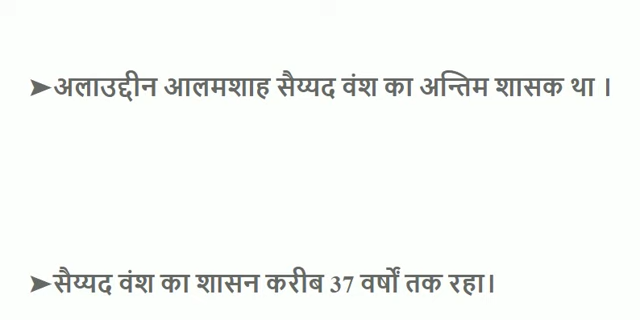 ➤अलाउद्दीन आलमशाह सैय्यद वंश का अन्तिम शासक था ।
➤सैय्यद वंश का शासन करीब 37 वर्षों तक रहा।